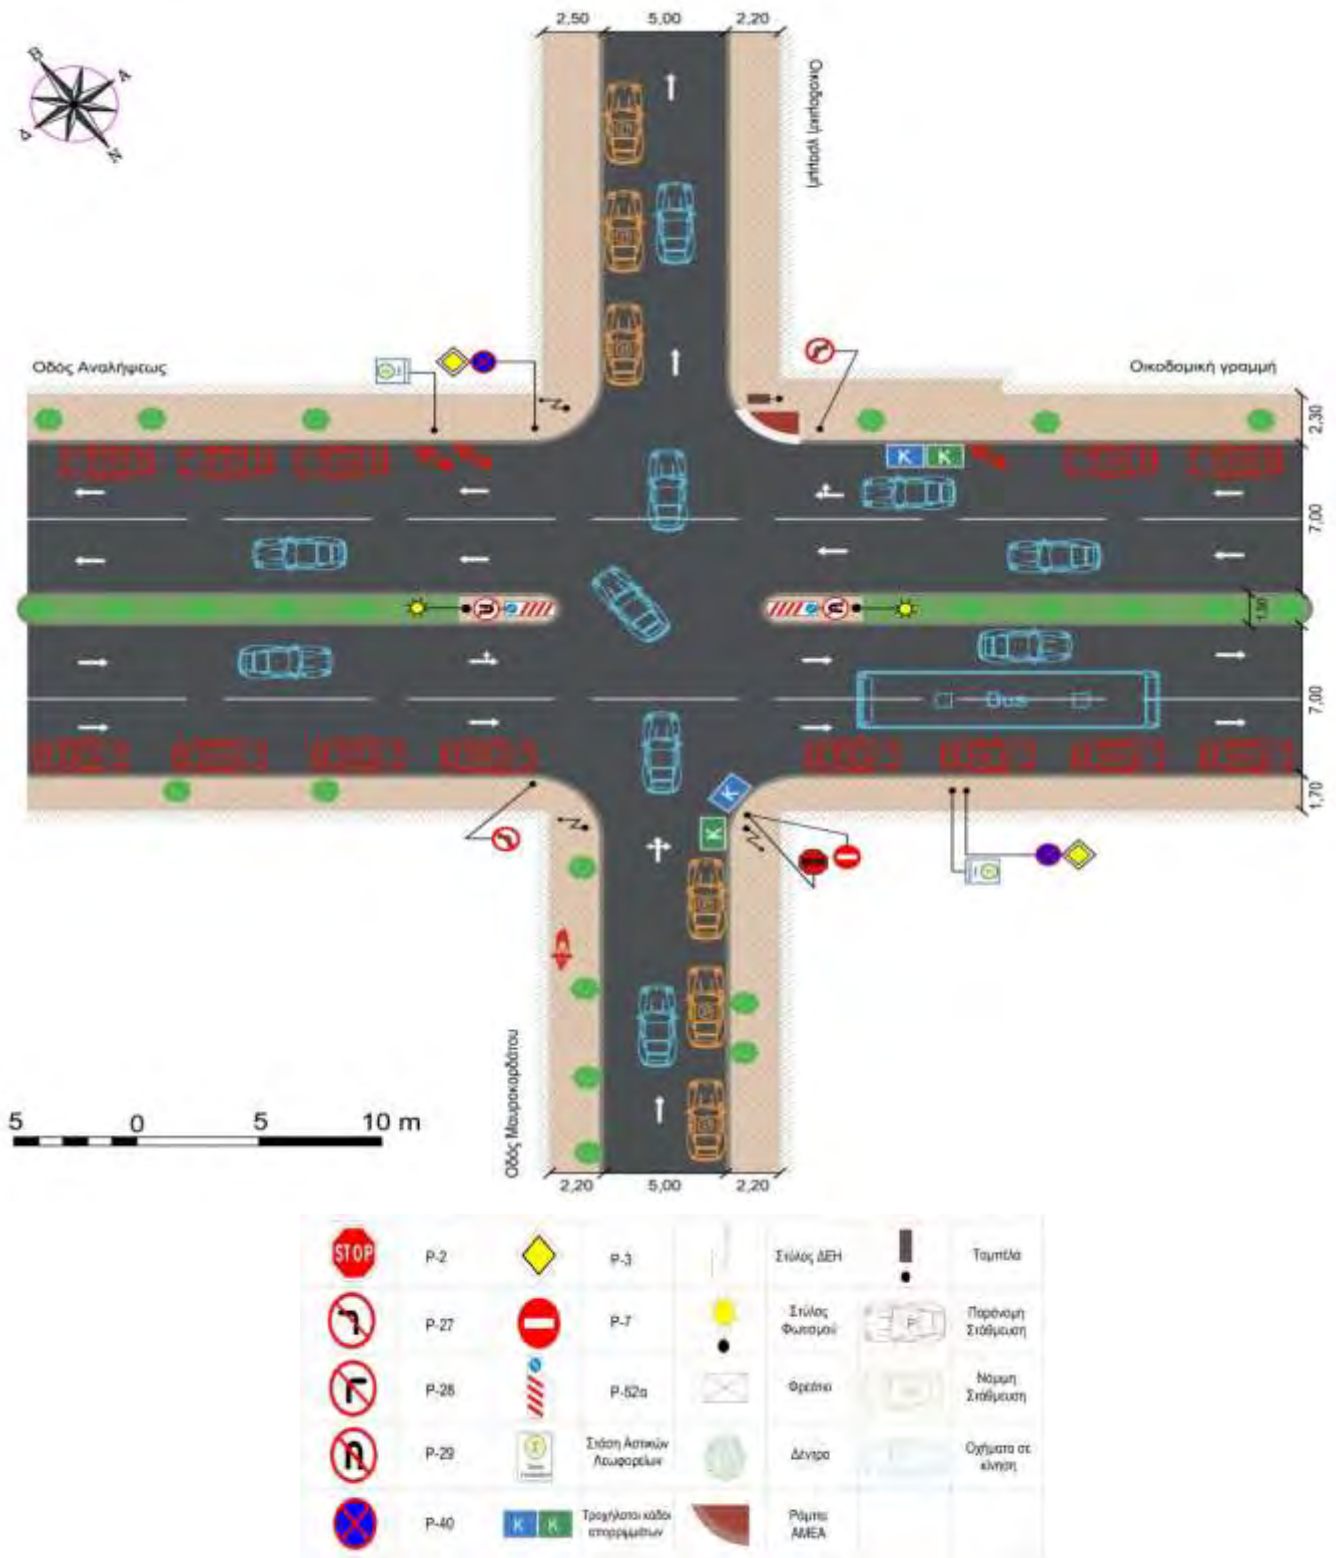 2,50 5,00 2,20
Β
Α
Δ
Ν
Οικοδομική γραμμή
Οδός Αναλήψεως
Οικοδομική γραμμή
2,30
K K
7,00
1,30
Bus
7,00
1,70
K
K
Οδός Μαυροκορδάτου
5 0 5 10 m
2,20 5,00 2,20
STOP P-2 P-3 Στύλος ΔΕΗ Ταμπέλα
P-27 P-7 Στύλος Φωτισμού P Παράνομη Στάθμευση
P-28 P-52α Φρεάτιο Νόμιμη Στάθμευση
P-29 Στάση Αστικών Λεωφορείων Δέντρο Οχήματα σε κίνηση
P-40 K K Τροχήλατοι κάδοι απορριμμάτων Ράμπα ΑΜΕΑ